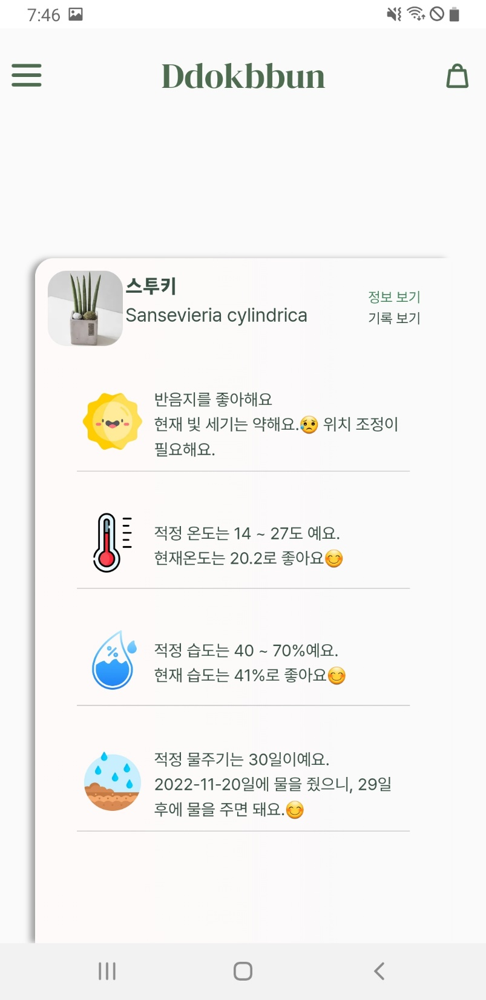 7:46
Ddokbbun
스투키
Sansevieria cylindrica
정보 보기
기록 보기
반음지를 좋아해요
현재 빛 세기는 약해요.😥 위치 조정이
필요해요.
적정 온도는 14 ~ 27도 예요.
현재온도는 20.2로 좋아요😊
%
적정 습도는 40 ~ 70%예요.
현재 습도는 41%로 좋아요😊
적정 물주기는 30일이예요.
2022-11-20일에 물을 줬으니, 29일
후에 물을 주면 돼요.😊